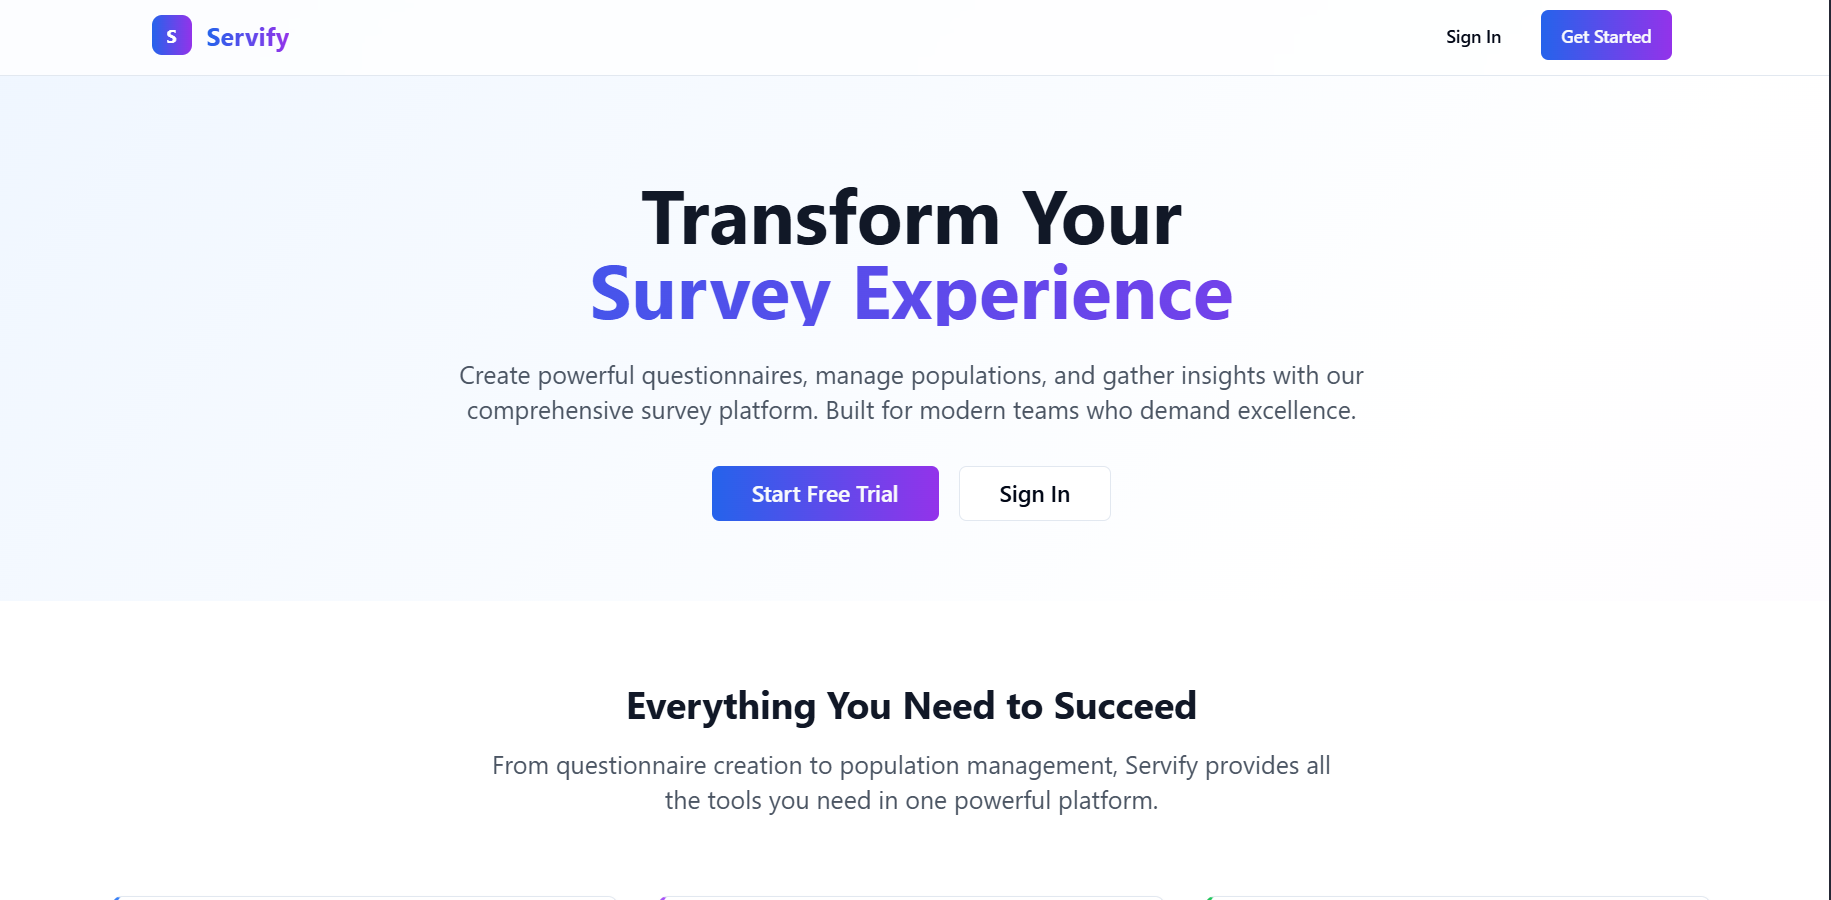 S
Servify
Sign In
Get Started
Transform Your
Survey Experience
Create powerful questionnaires, manage populations, and gather insights with our
comprehensive survey platform. Built for modern teams who demand excellence.
Start Free Trial
Sign In
Everything You Need to Succeed
From questionnaire creation to population management, Servify provides all
the tools you need in one powerful platform.